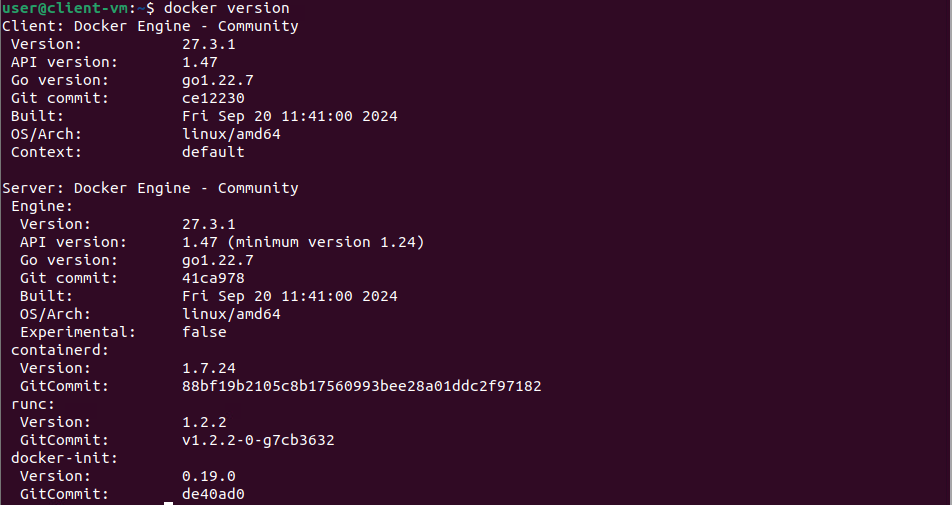 user@client-vm:~$ docker version
Client: Docker Engine - Community
 Version:           27.3.1
 API version:       1.47
 Go version:        go1.22.7
 Git commit:        ce12230
 Built:             Fri Sep 20 11:41:00 2024
 OS/Arch:           linux/amd64
 Context:           default

Server: Docker Engine - Community
 Engine:
  Version:          27.3.1
  API version:      1.47 (minimum version 1.24)
  Go version:       go1.22.7
  Git commit:       41ca978
  Built:            Fri Sep 20 11:41:00 2024
  OS/Arch:          linux/amd64
  Experimental:     false
 containerd:
  Version:          1.7.24
  GitCommit:        88bf19b2105c8b17560993bee28a01ddc2f97182
 runc:
  Version:          1.2.2
  GitCommit:        v1.2.2-0-g7cb3632
 docker-init:
  Version:          0.19.0
  GitCommit:        de40ad0